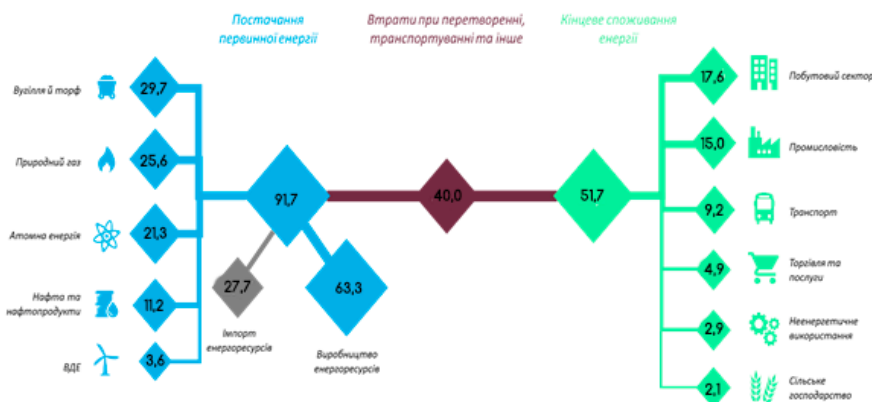 Постачання
первинної енергії
Втрати при перетворенні,
транспортуванні та інше
Кінцеве споживання
енергії
Вугілля й торф
29,7
Природний газ
25,6
Атомна енергія
21,3
Нафта та
нафтопродукти
11,2
ВДЕ
3,6
91,7
27,7
Імпорт
енергоресурсів
63,3
Виробництво
енергоресурсів
40,0
51,7
17,6
Побутовий сектор
15,0
Промисловість
9,2
Транспорт
4,9
Торгівля та
послуги
2,9
Неенергетичне
використання
2,1
Сільське
господарство